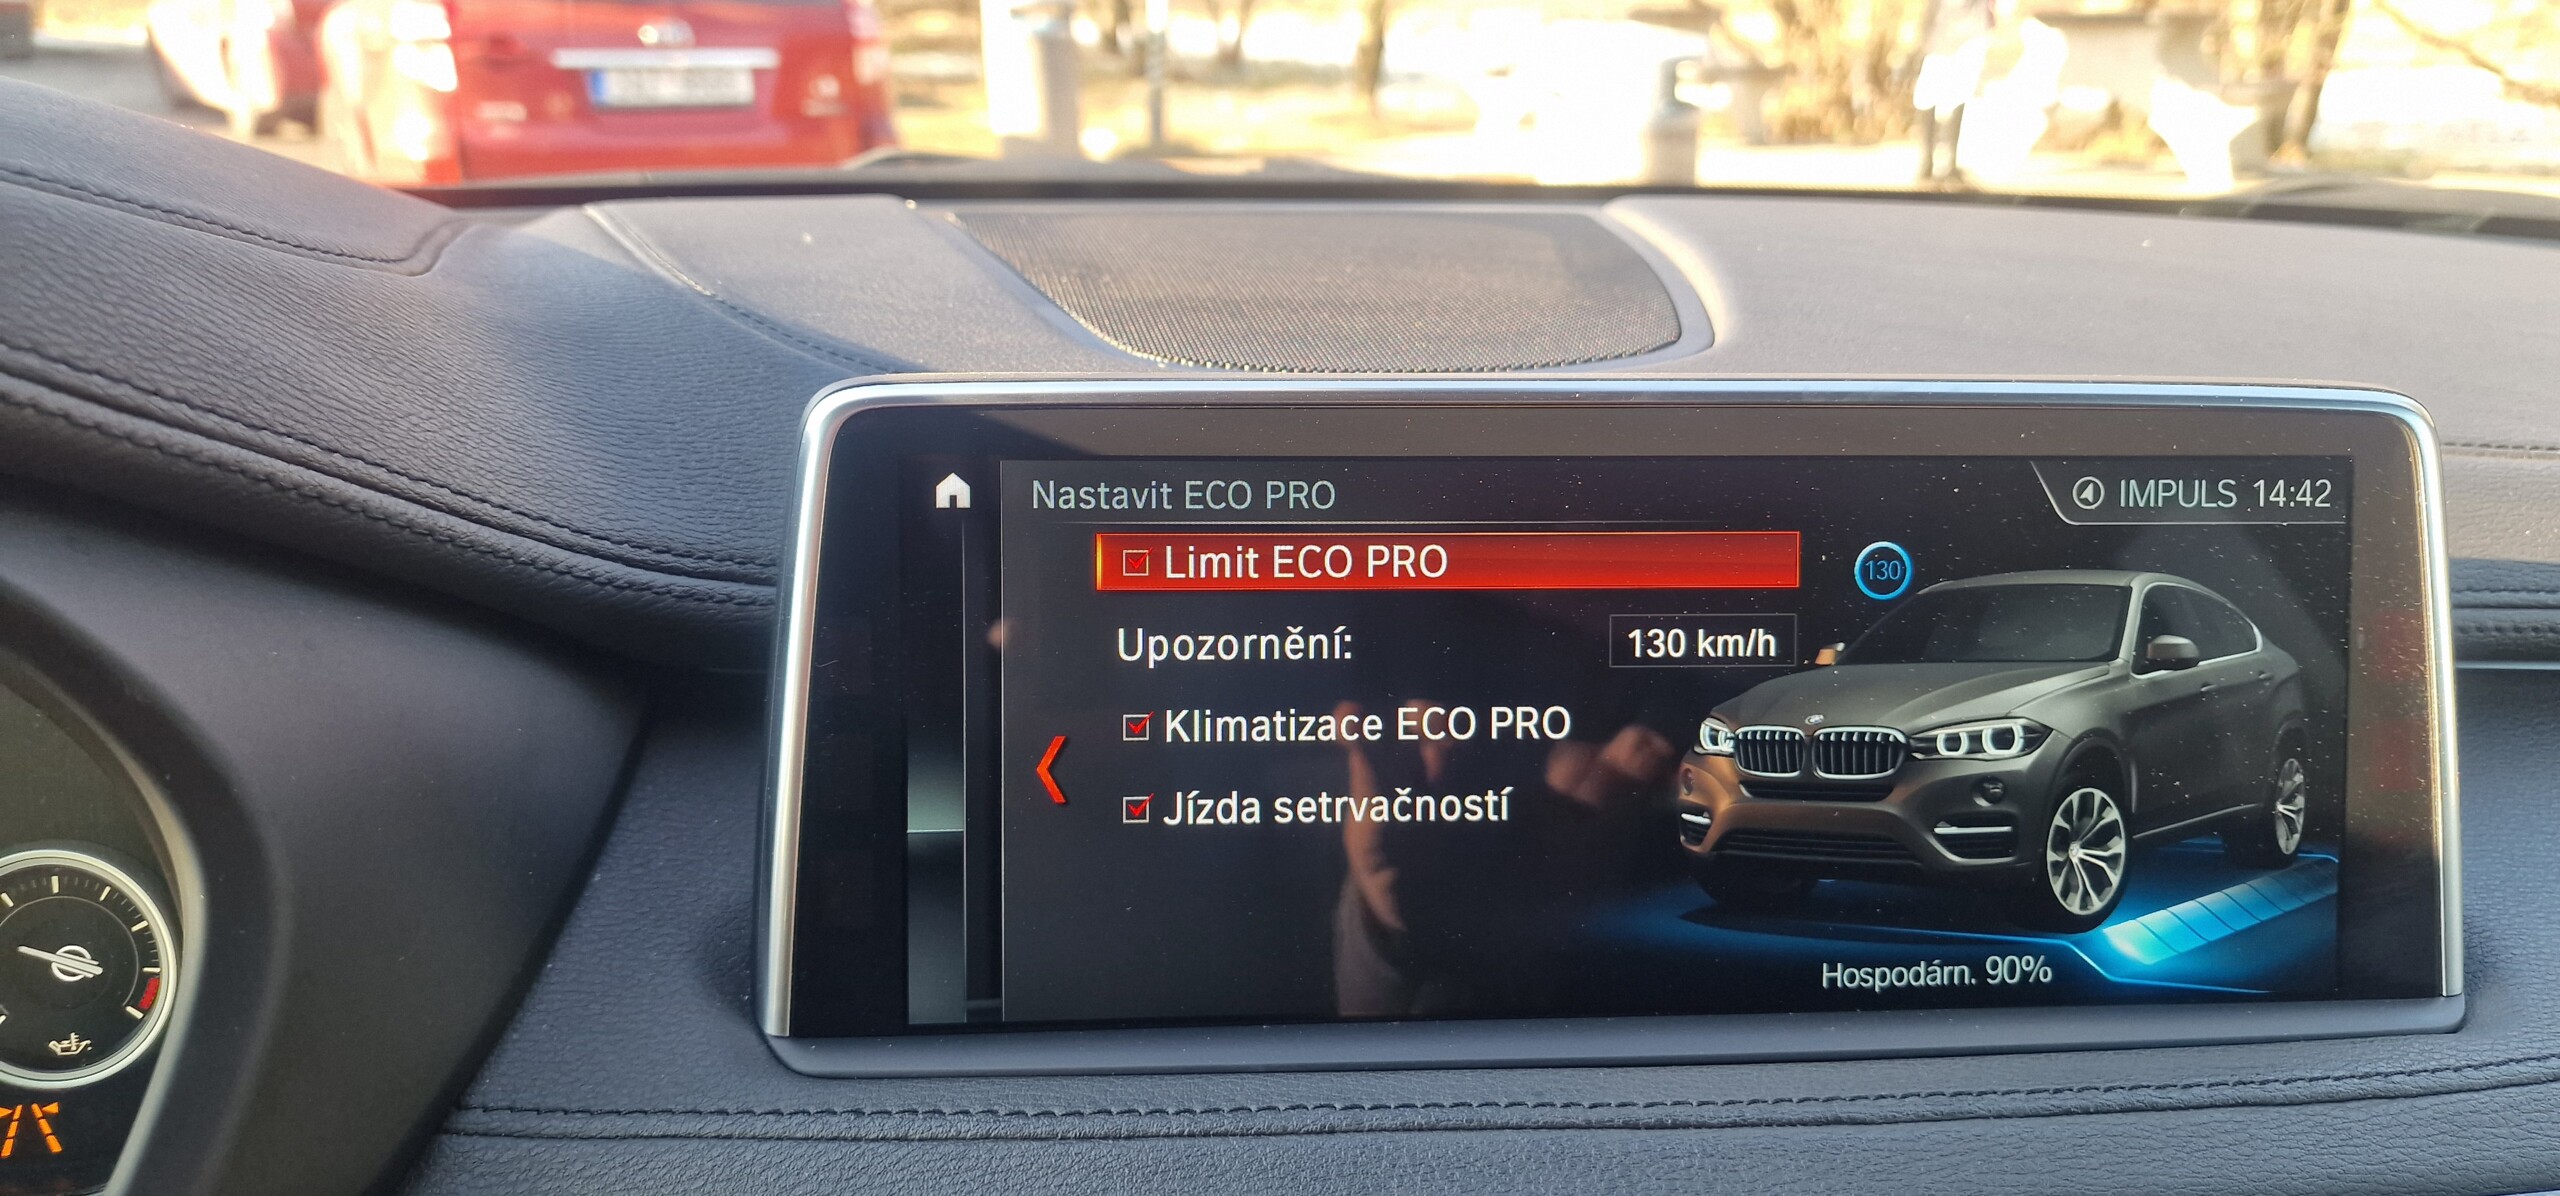 Nastavit ECO PRO
IMPULS 14:42
Limit ECO PRO
130
Upozornění: 130 km/h
Klimatizace ECO PRO
Jízda setrvačností
Hospodárn. 90%